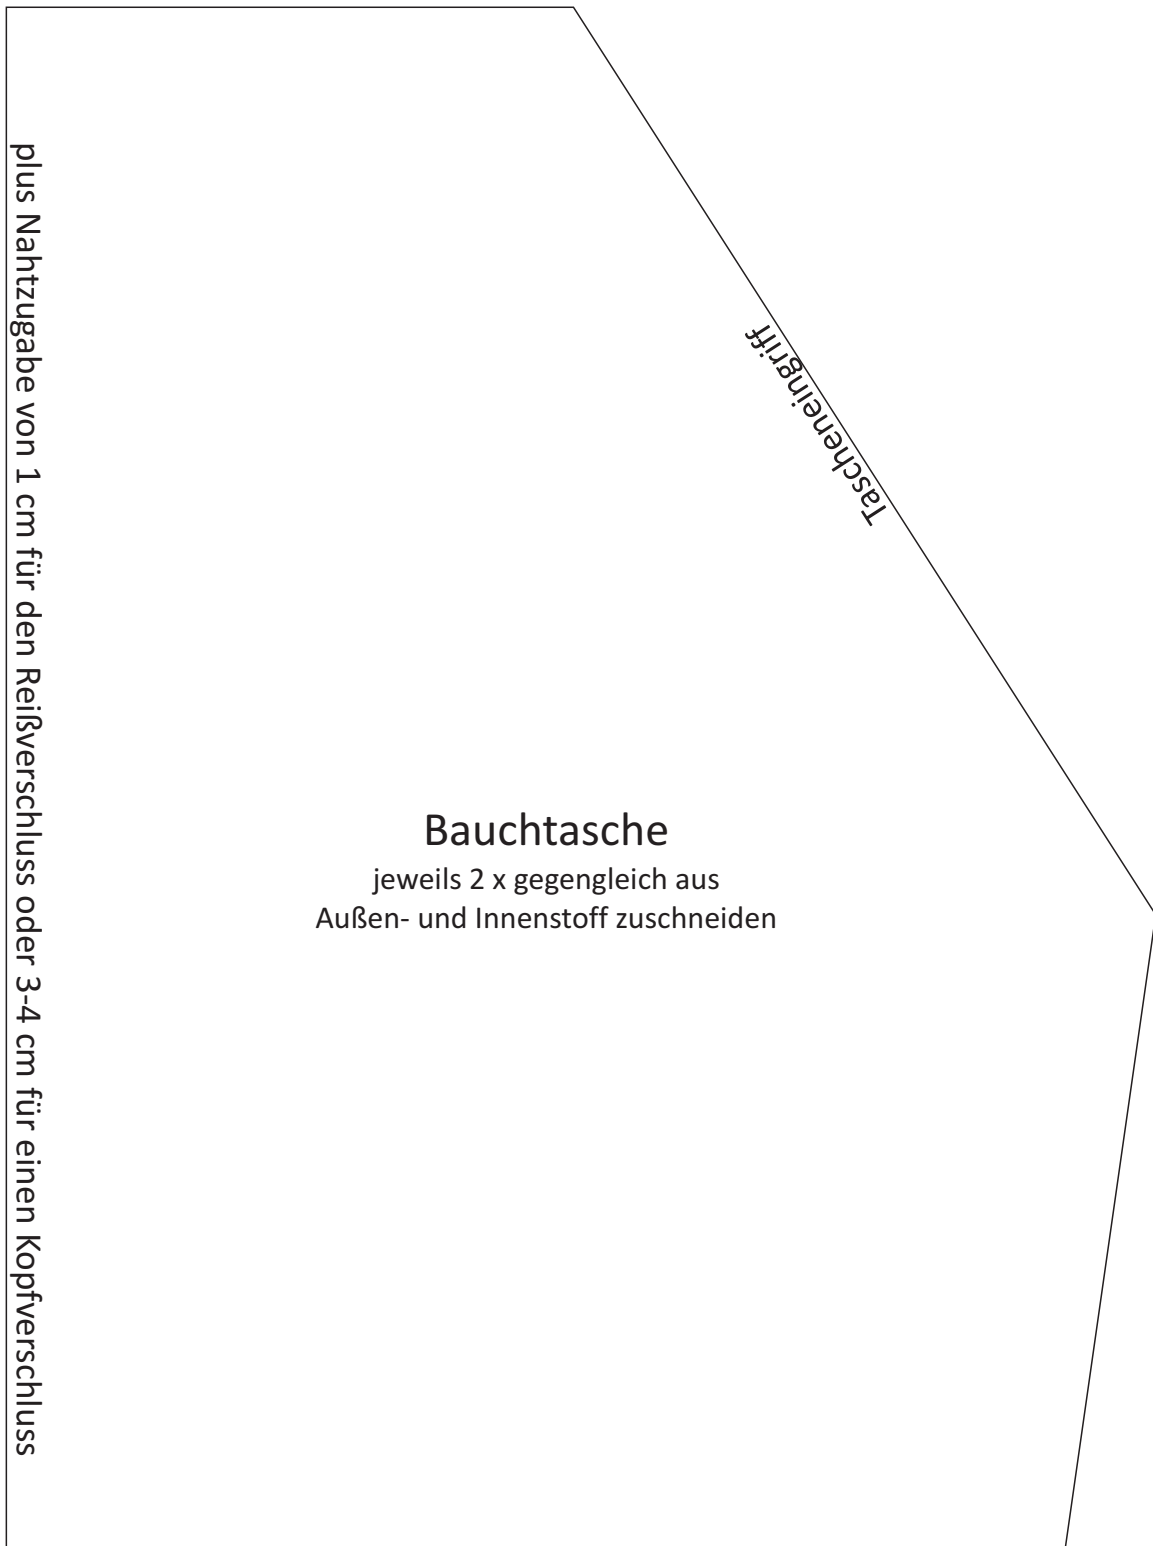 plus Nahtzugabe von 1 cm für den Reißverschluss oder 3-4 cm für einen Kopfverschluss
Tascheneingriff
Bauchtasche
jeweils 2 x gegengleich aus
Außen- und Innenstoff zuschneiden